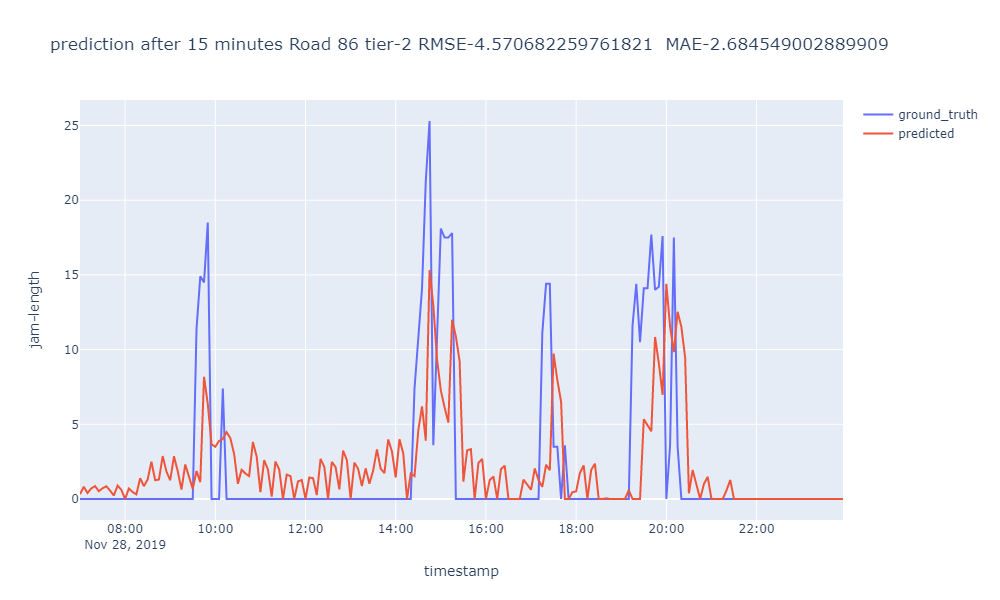 prediction after 15 minutes Road 86 tier-2 RMSE-4.570682259761821  MAE-2.684549002889909
ground_truth
predicted
25
20
15
10
5
0
jam-length
08:00 10:00 12:00 14:00 16:00 18:00 20:00 22:00
Nov 28, 2019
timestamp